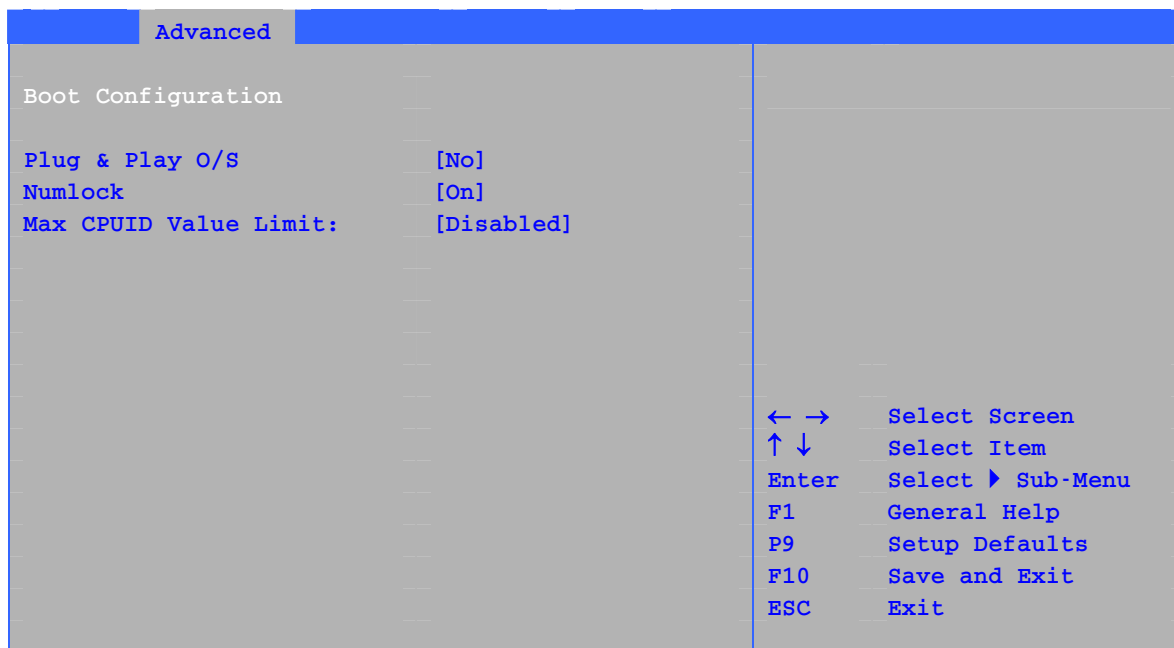 Advanced
Boot Configuration
Plug & Play O/S [No]
Numlock [On]
Max CPUID Value Limit: [Disabled]
← → Select Screen
↑ ↓ Select Item
Enter Select ▶ Sub-Menu
F1 General Help
P9 Setup Defaults
F10 Save and Exit
ESC Exit